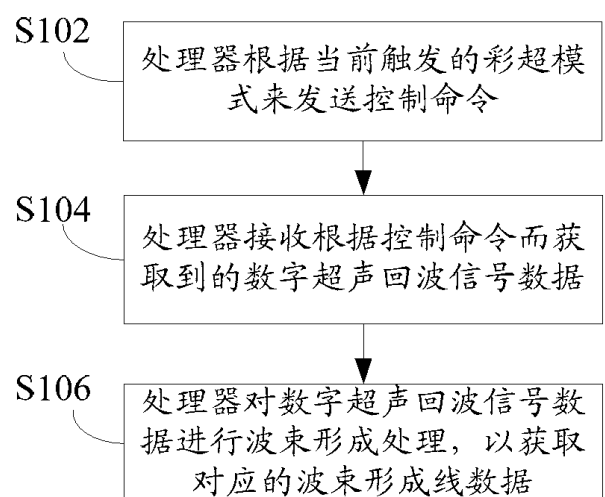 S102
处理器根据当前触发的彩超模
式来发送控制命令
S104
处理器接收根据控制命令而获
取到的数字超声回波信号数据
S106
处理器对数字超声回波信号数
据进行波束形成处理，以获取
对应的波束形成线数据